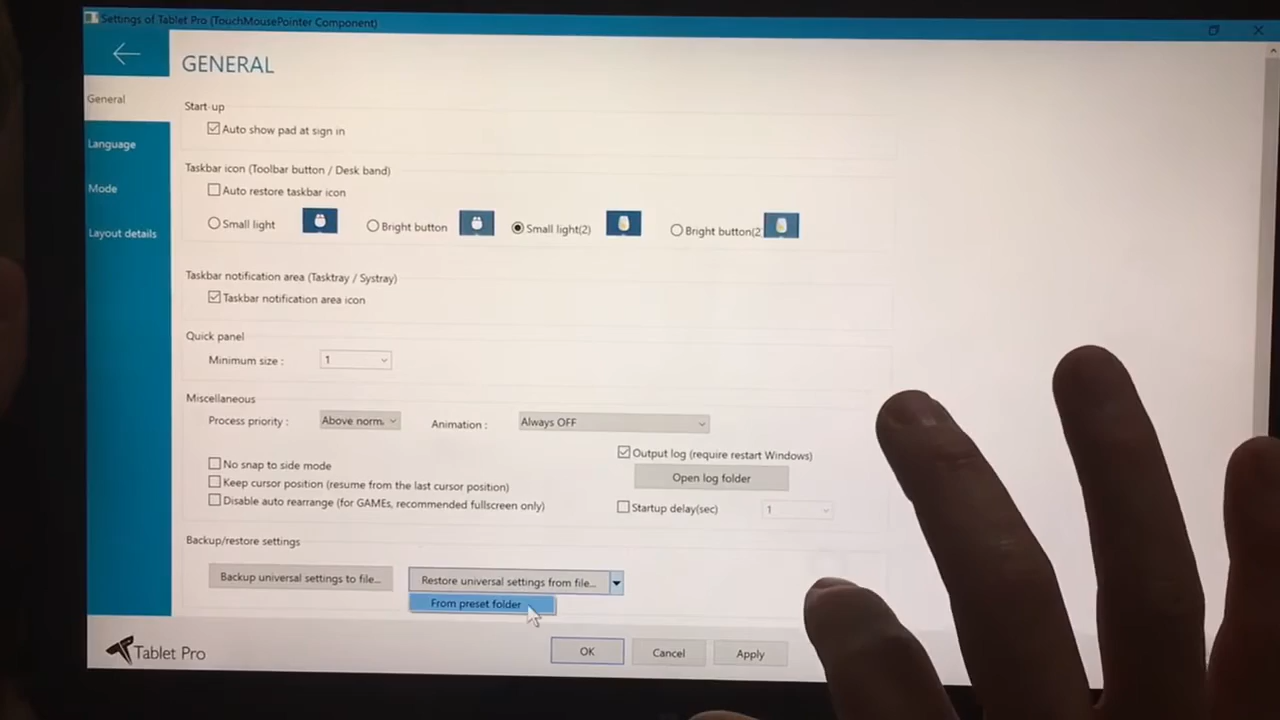 Settings of Tablet Pro (TouchMousePointer Component)
GENERAL
General
Language
Mode
Layout details
Start-up
Auto show pad at sign in
Taskbar icon (Toolbar button / Desk band)
Auto restore taskbar icon
Small light
Bright button
Small light(2)
Bright button(2
Taskbar notification area (Tasktray / Systray)
Taskbar notification area icon
Quick panel
Minimum size :
1
Miscellaneous
Process priority :
Above norm.
Animation :
Always OFF
No snap to side mode
Keep cursor position (resume from the last cursor position)
Disable auto rearrange (for GAMEs, recommended fullscreen only)
Output log (require restart Windows)
Open log folder
Startup delay(sec)
1
Backup/restore settings
Backup universal settings to file...
Restore universal settings from file...
From preset folder
Tablet Pro
OK
Cancel
Apply